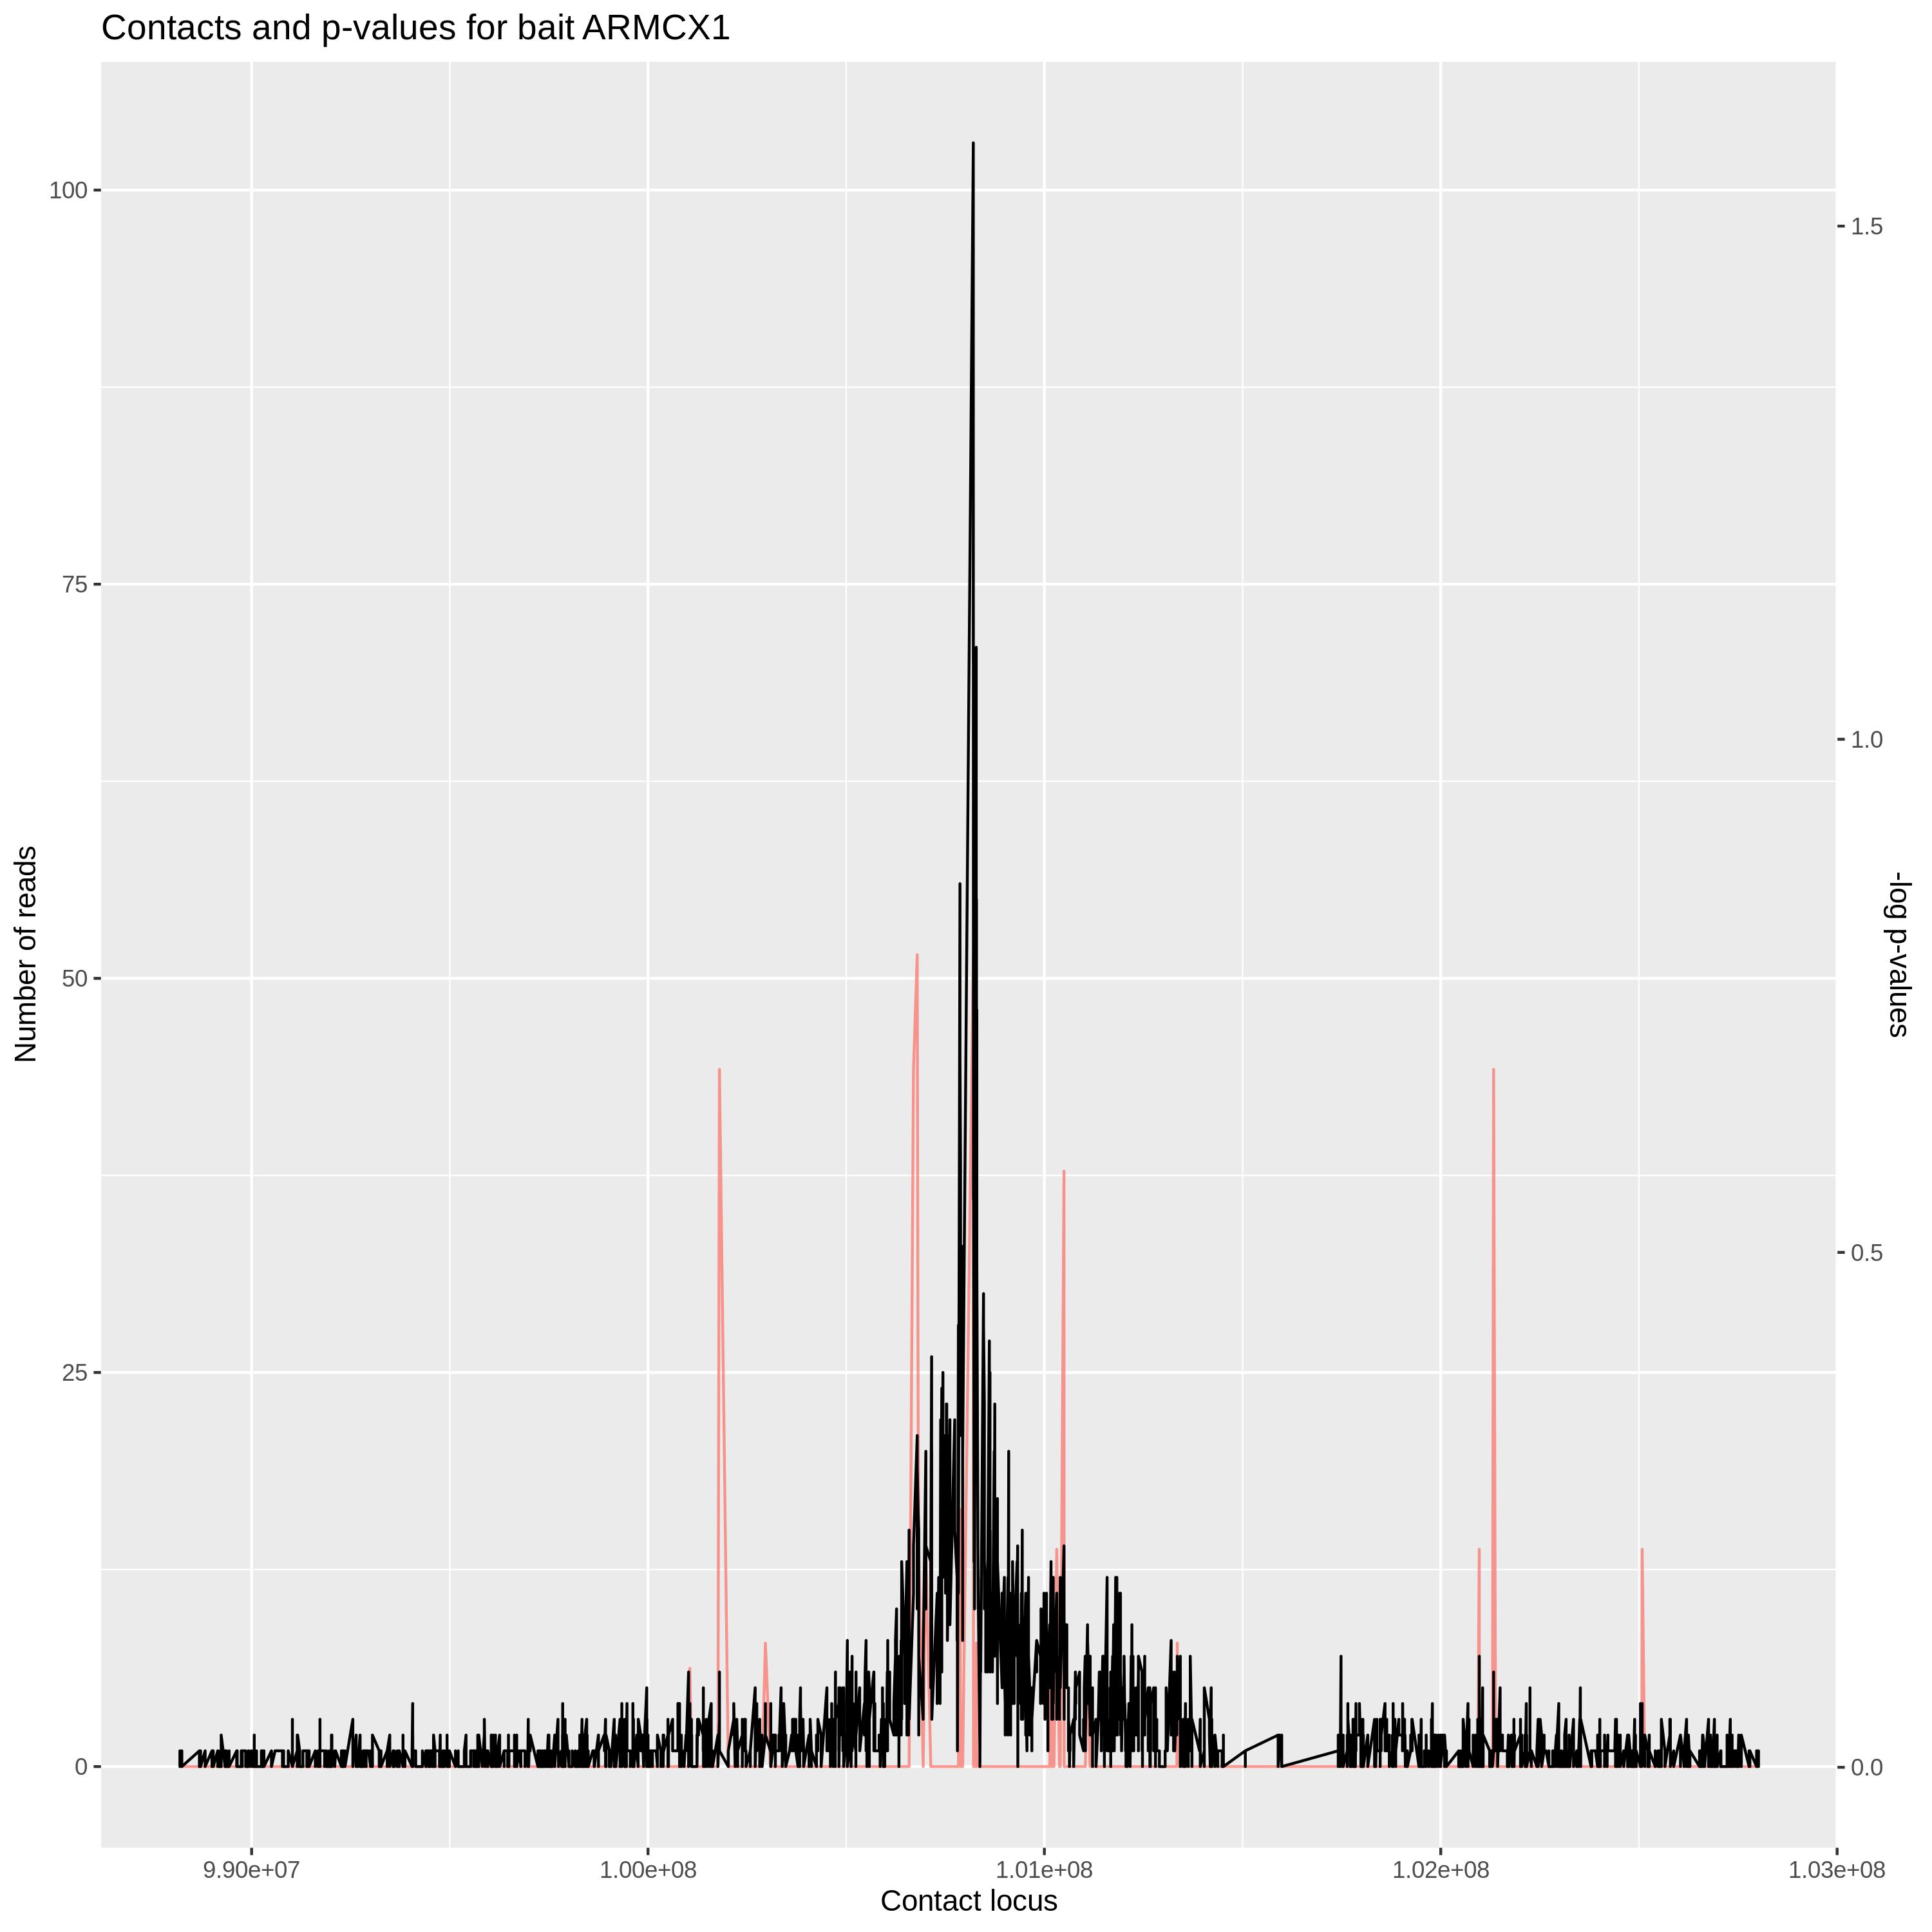 Contacts and p-values for bait ARMCX1
Number of reads
100
75
50
25
0
1.5
1.0
0.5
0.0
-log p-values
9.90e+07
1.00e+08
1.01e+08
1.02e+08
1.03e+08
Contact locus